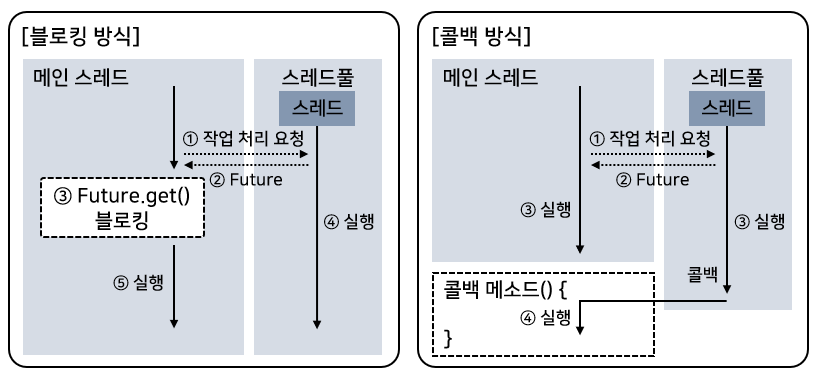 [블로킹 방식]
메인 스레드
스레드풀
스레드
① 작업 처리 요청
② Future
③ Future.get()
블로킹
④ 실행
⑤ 실행
[콜백 방식]
메인 스레드
스레드풀
스레드
① 작업 처리 요청
② Future
③ 실행
③ 실행
콜백
콜백 메소드() {
④ 실행
}